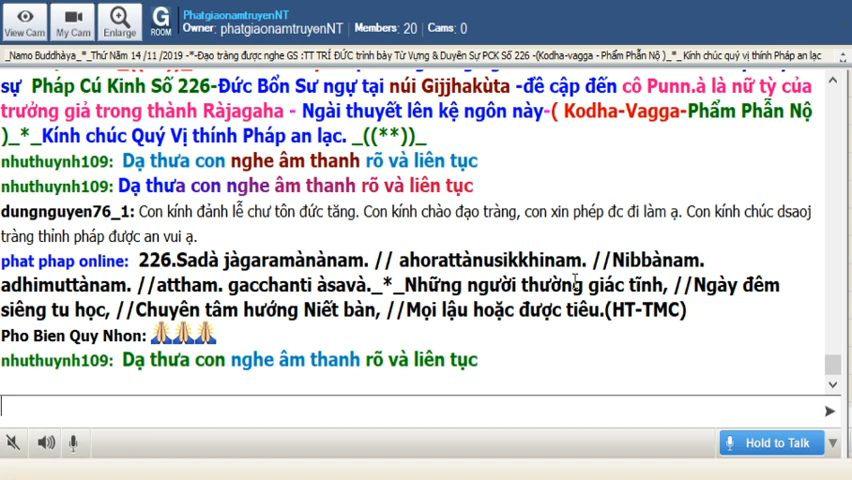 PhatgiaonamtruyenNT
Owner: phatgiaonamtruyenNT Members: 20 Cams: 0
View Cam My Cam Enlarge G ROOM
_Namo Buddhàya_*_Thứ Năm 14 /11 /2019 -*-Đạo tràng được nghe GS :TT TRÍ ĐỨC trình bày Từ Vựng & Duyên Sự PCK Số 226 -(Kodha-vagga - Phẩm Phẫn Nộ )_*_ Kính chúc quý vị thính Pháp an lạc
sự Pháp Cú Kinh Số 226-Đức Bổn Sư ngự tại núi Gijjhakùta -đề cập đến cô Punn.à là nữ tỳ của
trưởng giả trong thành Ràjagaha - Ngài thuyết lên kệ ngôn này-( Kodha-Vagga-Phẩm Phẫn Nộ
)_*_Kính chúc Quý Vị thính Pháp an lạc. _((**))_
nhuthuynh109: Dạ thưa con nghe âm thanh rõ và liên tục
nhuthuynh109: Dạ thưa con nghe âm thanh rõ và liên tục
dungnguyen76_1: Con kính đảnh lễ chư tôn đức tăng. Con kính chào đạo tràng, con xin phép đc đi làm ạ. Con kính chúc dsaoj
tràng thỉnh pháp được an vui ạ.
phat phap online: 226.Sadà jàgaramànànam. // ahorattànusikkhinam. //Nibbànam.
adhimuttànam. //attham. gacchanti àsavà._*_Những người thường giác tĩnh, //Ngày đêm
siêng tu học, //Chuyên tâm hướng Niết bàn, //Mọi lậu hoặc được tiêu.(HT-TMC)
Pho Bien Quy Nhon: 🙏🙏🙏
nhuthuynh109: Dạ thưa con nghe âm thanh rõ và liên tục
Hold to Talk